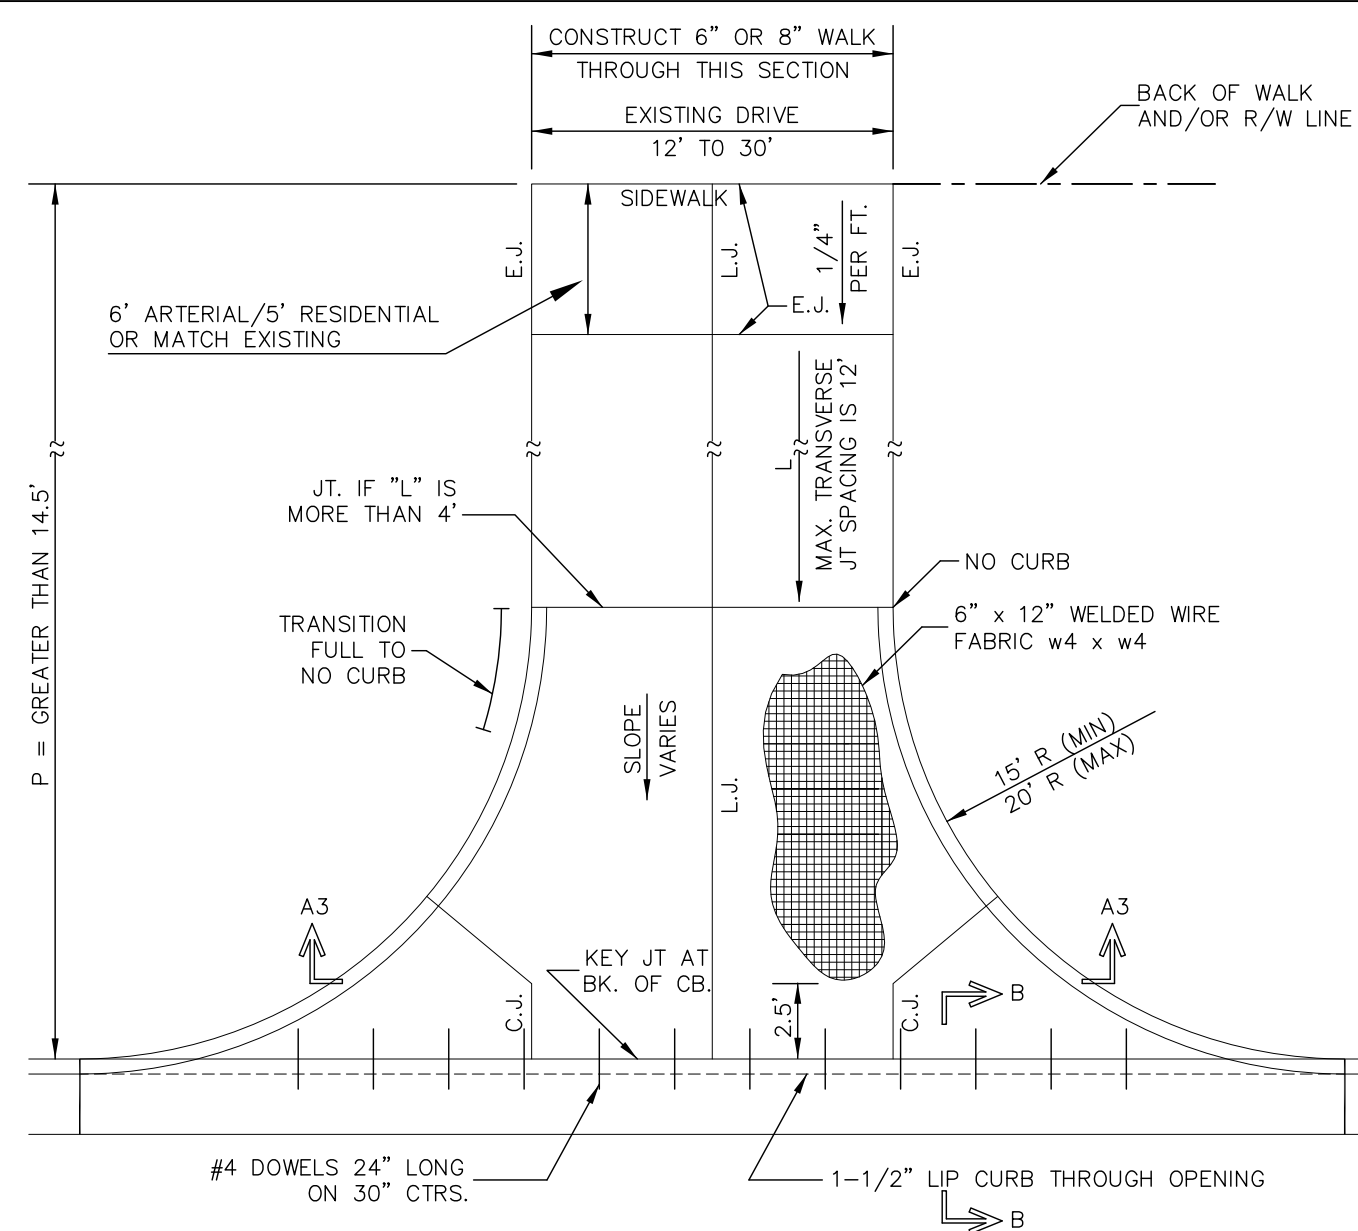 CONSTRUCT 6" OR 8" WALK
THROUGH THIS SECTION
EXISTING DRIVE
12' TO 30'
BACK OF WALK
AND/OR R/W LINE
SIDEWALK
E.J.
L.J.
1/4"
PER FT.
E.J.
E.J.
6' ARTERIAL/5' RESIDENTIAL
OR MATCH EXISTING
P = GREATER THAN 14.5'
L
MAX. TRANSVERSE
JT SPACING IS 12'
JT. IF "L" IS
MORE THAN 4'
NO CURB
6" x 12" WELDED WIRE
FABRIC w4 x w4
TRANSITION
FULL TO
NO CURB
SLOPE
VARIES
L.J.
15' R (MIN)
20' R (MAX)
A3
A3
KEY JT AT
BK. OF CB.
C.J.
2.5'
C.J.
B
#4 DOWELS 24" LONG
ON 30" CTRS.
1-1/2" LIP CURB THROUGH OPENING
B